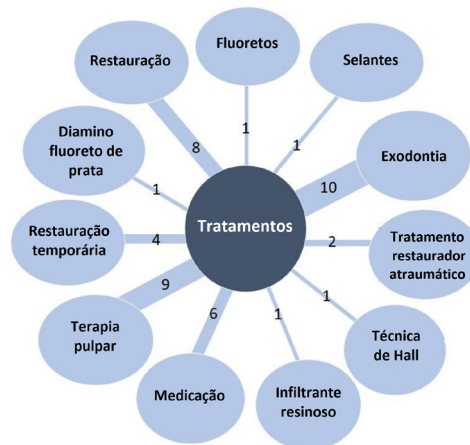 Fluoretos
1
Selantes
1
Exodontia
10
Tratamento
restaurador
atraumático
2
Técnica
de Hall
1
Infiltrante
resinoso
1
Medicação
6
Terapia
pulpar
9
Restauração
temporária
4
Diamino
fluoreto de
prata
1
Restauração
8
Tratamentos